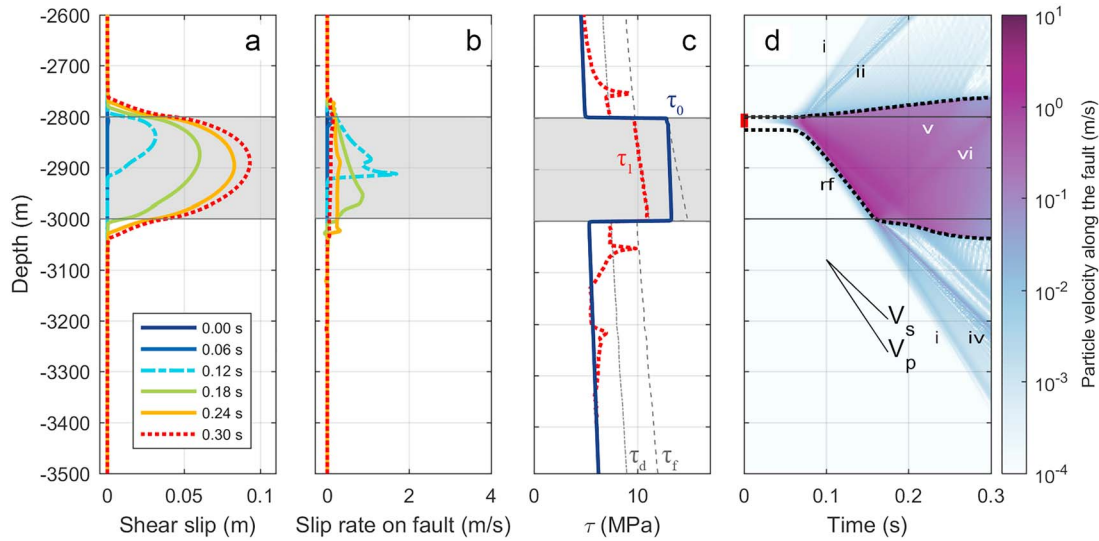 a
b
c
d
-2600
-2700
-2800
-2900
-3000
-3100
-3200
-3300
-3400
-3500
Depth (m)
0.00 s
0.06 s
0.12 s
0.18 s
0.24 s
0.30 s
0
0.05
0.1
Shear slip (m)
0
2
4
Slip rate on fault (m/s)
τ0
τ1
τd
τf
0
10
τ (MPa)
i
ii
v
vi
rf
Vs
Vp
i
iv
0
0.1
0.2
0.3
Time (s)
10^1
10^0
10^-1
10^-2
10^-3
10^-4
Particle velocity along the fault (m/s)